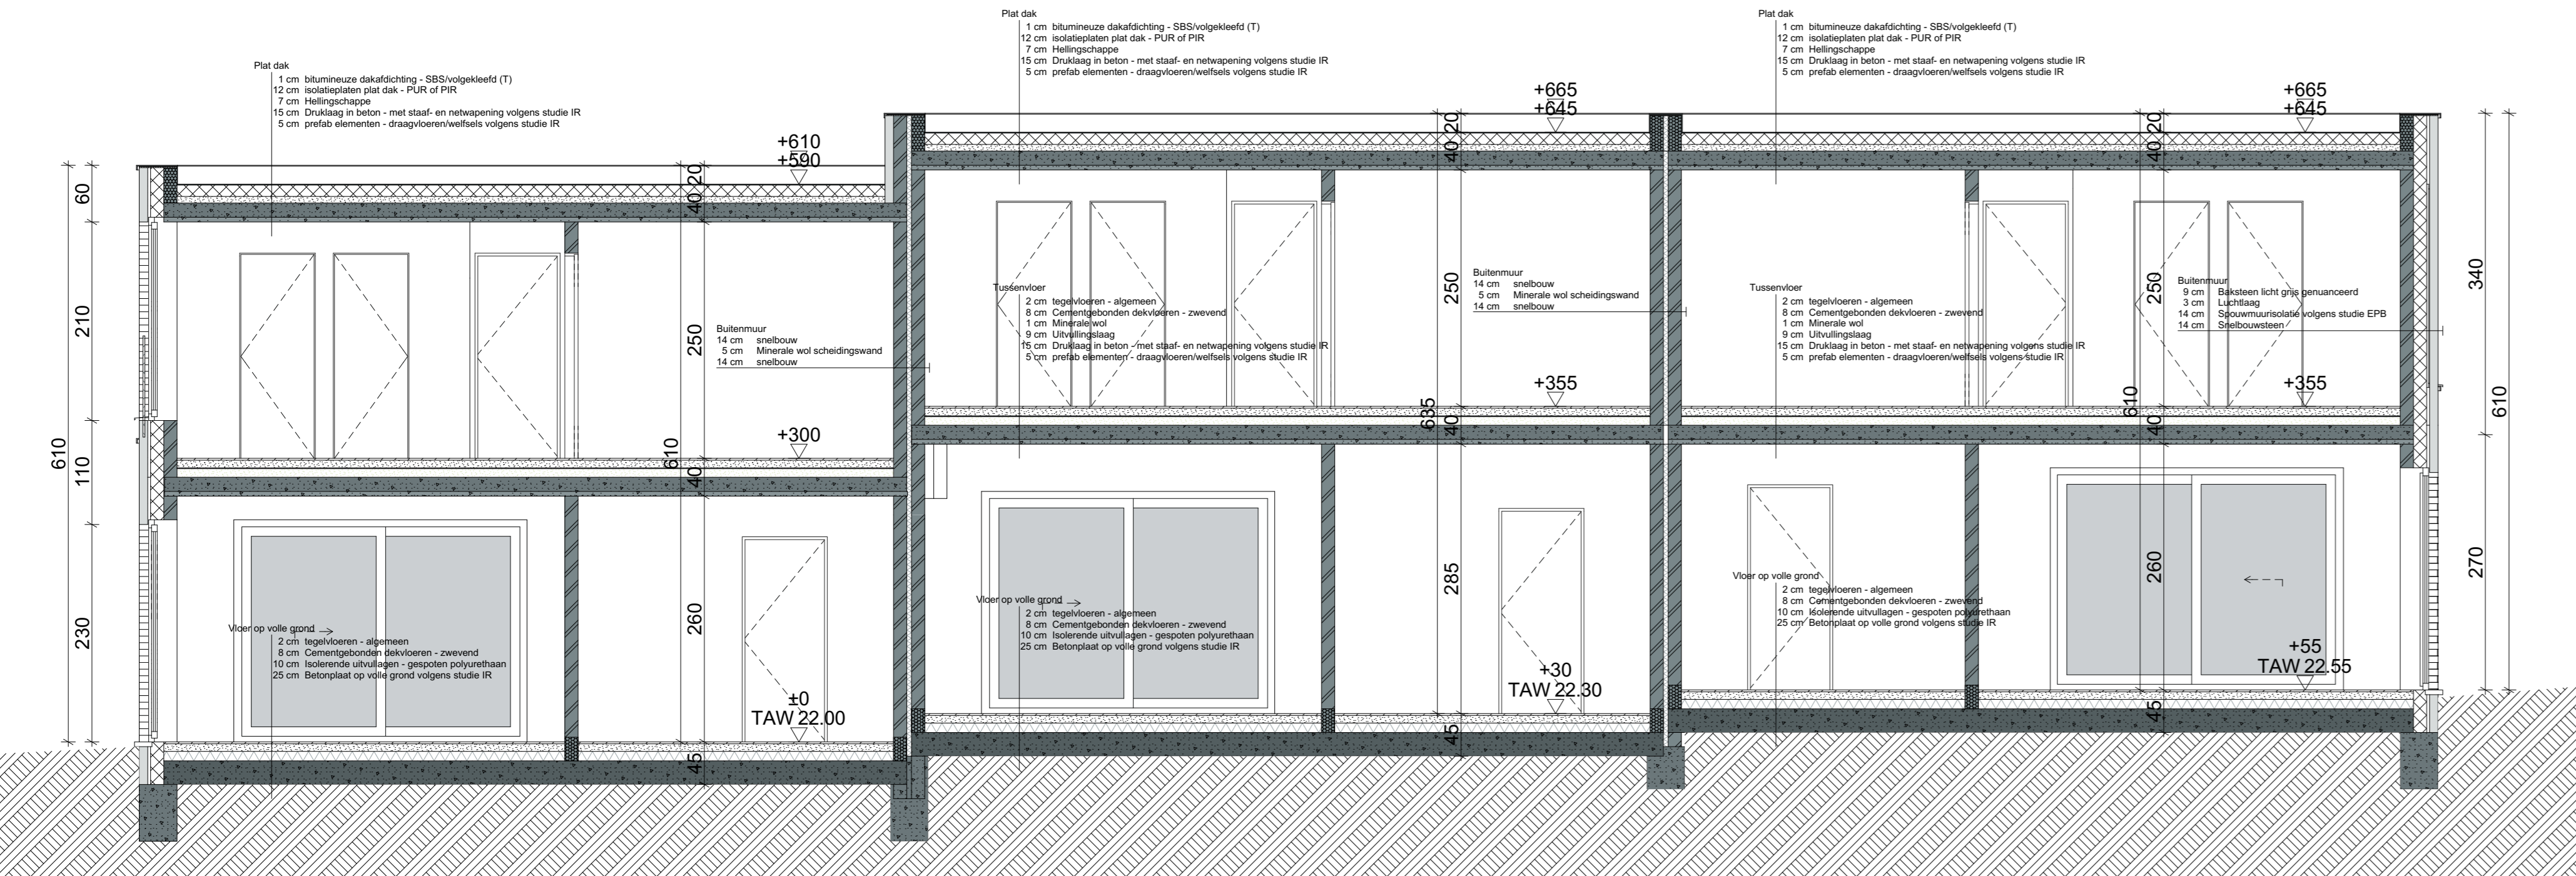 Plat dak
1 cm bitumineuze dakafdichting - SBS/volgekleefd (T)
12 cm isolatieplaten plat dak - PUR of PIR
7 cm Hellingschappe
15 cm Druklaag in beton - met staaf- en netwapening volgens studie IR
5 cm prefab elementen - draagvloeren/welfsels volgens studie IR
Plat dak
1 cm bitumineuze dakafdichting - SBS/volgekleefd (T)
12 cm isolatieplaten plat dak - PUR of PIR
7 cm Hellingschappe
15 cm Druklaag in beton - met staaf- en netwapening volgens studie IR
5 cm prefab elementen - draagvloeren/welfsels volgens studie IR
Plat dak
1 cm bitumineuze dakafdichting - SBS/volgekleefd (T)
12 cm isolatieplaten plat dak - PUR of PIR
7 cm Hellingschappe
15 cm Druklaag in beton - met staaf- en netwapening volgens studie IR
5 cm prefab elementen - draagvloeren/welfsels volgens studie IR
+610
+590
+665
+645
+665
+645
610
60
210
110
230
20
40
250
610
40
260
45
20
40
250
635
40
285
45
20
40
250
610
40
260
45
340
270
610
Buitenmuur
14 cm snelbouw
5 cm Minerale wol scheidingswand
14 cm snelbouw
Tussenvloer
2 cm tegelvloeren - algemeen
8 cm Cementgebonden dekvloeren - zwevend
1 cm Minerale wol
9 cm Uitvullingslaag
15 cm Druklaag in beton - met staaf- en netwapening volgens studie IR
5 cm prefab elementen - draagvloeren/welfsels volgens studie IR
Buitenmuur
14 cm snelbouw
5 cm Minerale wol scheidingswand
14 cm snelbouw
Tussenvloer
2 cm tegelvloeren - algemeen
8 cm Cementgebonden dekvloeren - zwevend
1 cm Minerale wol
9 cm Uitvullingslaag
15 cm Druklaag in beton - met staaf- en netwapening volgens studie IR
5 cm prefab elementen - draagvloeren/welfsels volgens studie IR
Buitenmuur
9 cm Baksteen licht grijs genuanceerd
3 cm Luchtlaag
14 cm Spouwmuurisolatie volgens studie EPB
14 cm Snelbouwsteen
+300
+355
+355
Vloer op volle grond
2 cm tegelvloeren - algemeen
8 cm Cementgebonden dekvloeren - zwevend
10 cm Isolerende uitvullagen - gespoten polyurethaan
25 cm Betonplaat op volle grond volgens studie IR
Vloer op volle grond
2 cm tegelvloeren - algemeen
8 cm Cementgebonden dekvloeren - zwevend
10 cm Isolerende uitvullagen - gespoten polyurethaan
25 cm Betonplaat op volle grond volgens studie IR
Vloer op volle grond
2 cm tegelvloeren - algemeen
8 cm Cementgebonden dekvloeren - zwevend
10 cm Isolerende uitvullagen - gespoten polyurethaan
25 cm Betonplaat op volle grond volgens studie IR
±0
TAW 22.00
+30
TAW 22.30
+55
TAW 22.55